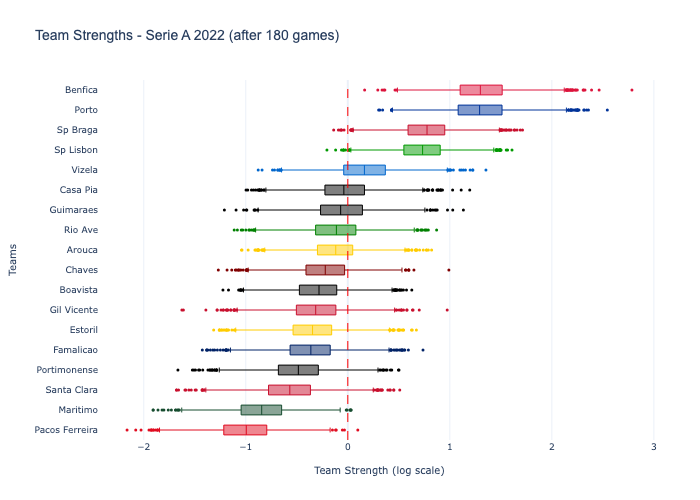 Team Strengths - Serie A 2022 (after 180 games)
Benfica
Porto
Sp Braga
Sp Lisbon
Vizela
Casa Pia
Guimaraes
Rio Ave
Arouca
Chaves
Boavista
Gil Vicente
Estoril
Famalicao
Portimonense
Santa Clara
Maritimo
Pacos Ferreira
Teams
−2 −1 0 1 2 3
Team Strength (log scale)